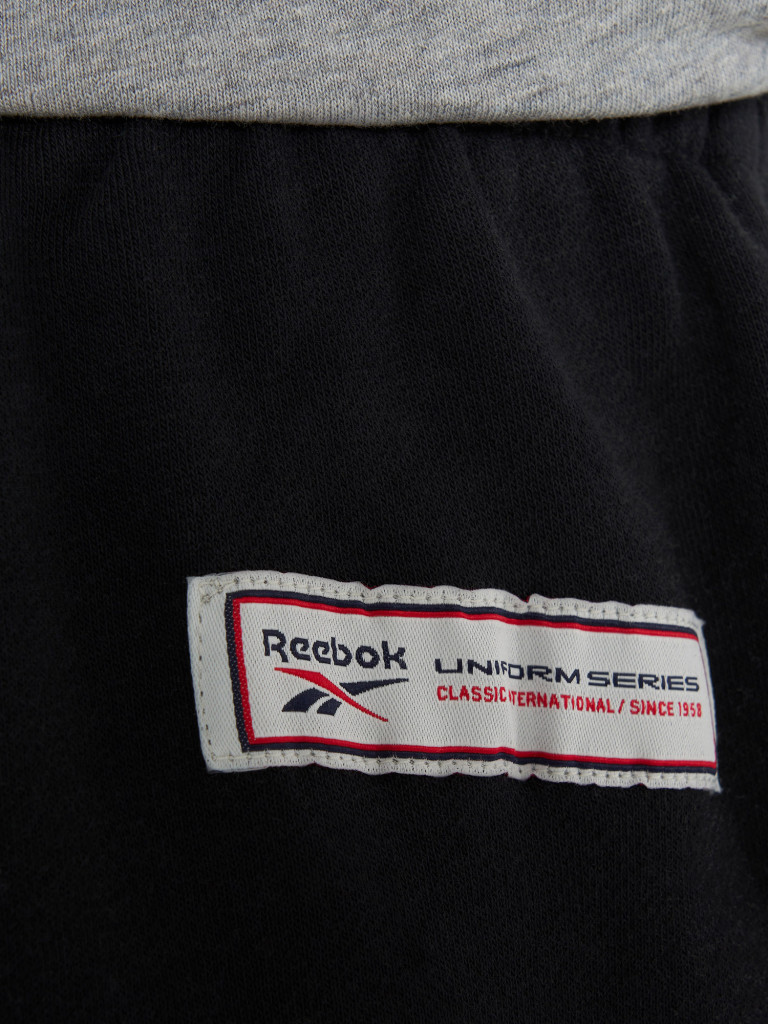 Reebok
UNIFORM SERIES
CLASSIC INTERNATIONAL / SINCE 1958